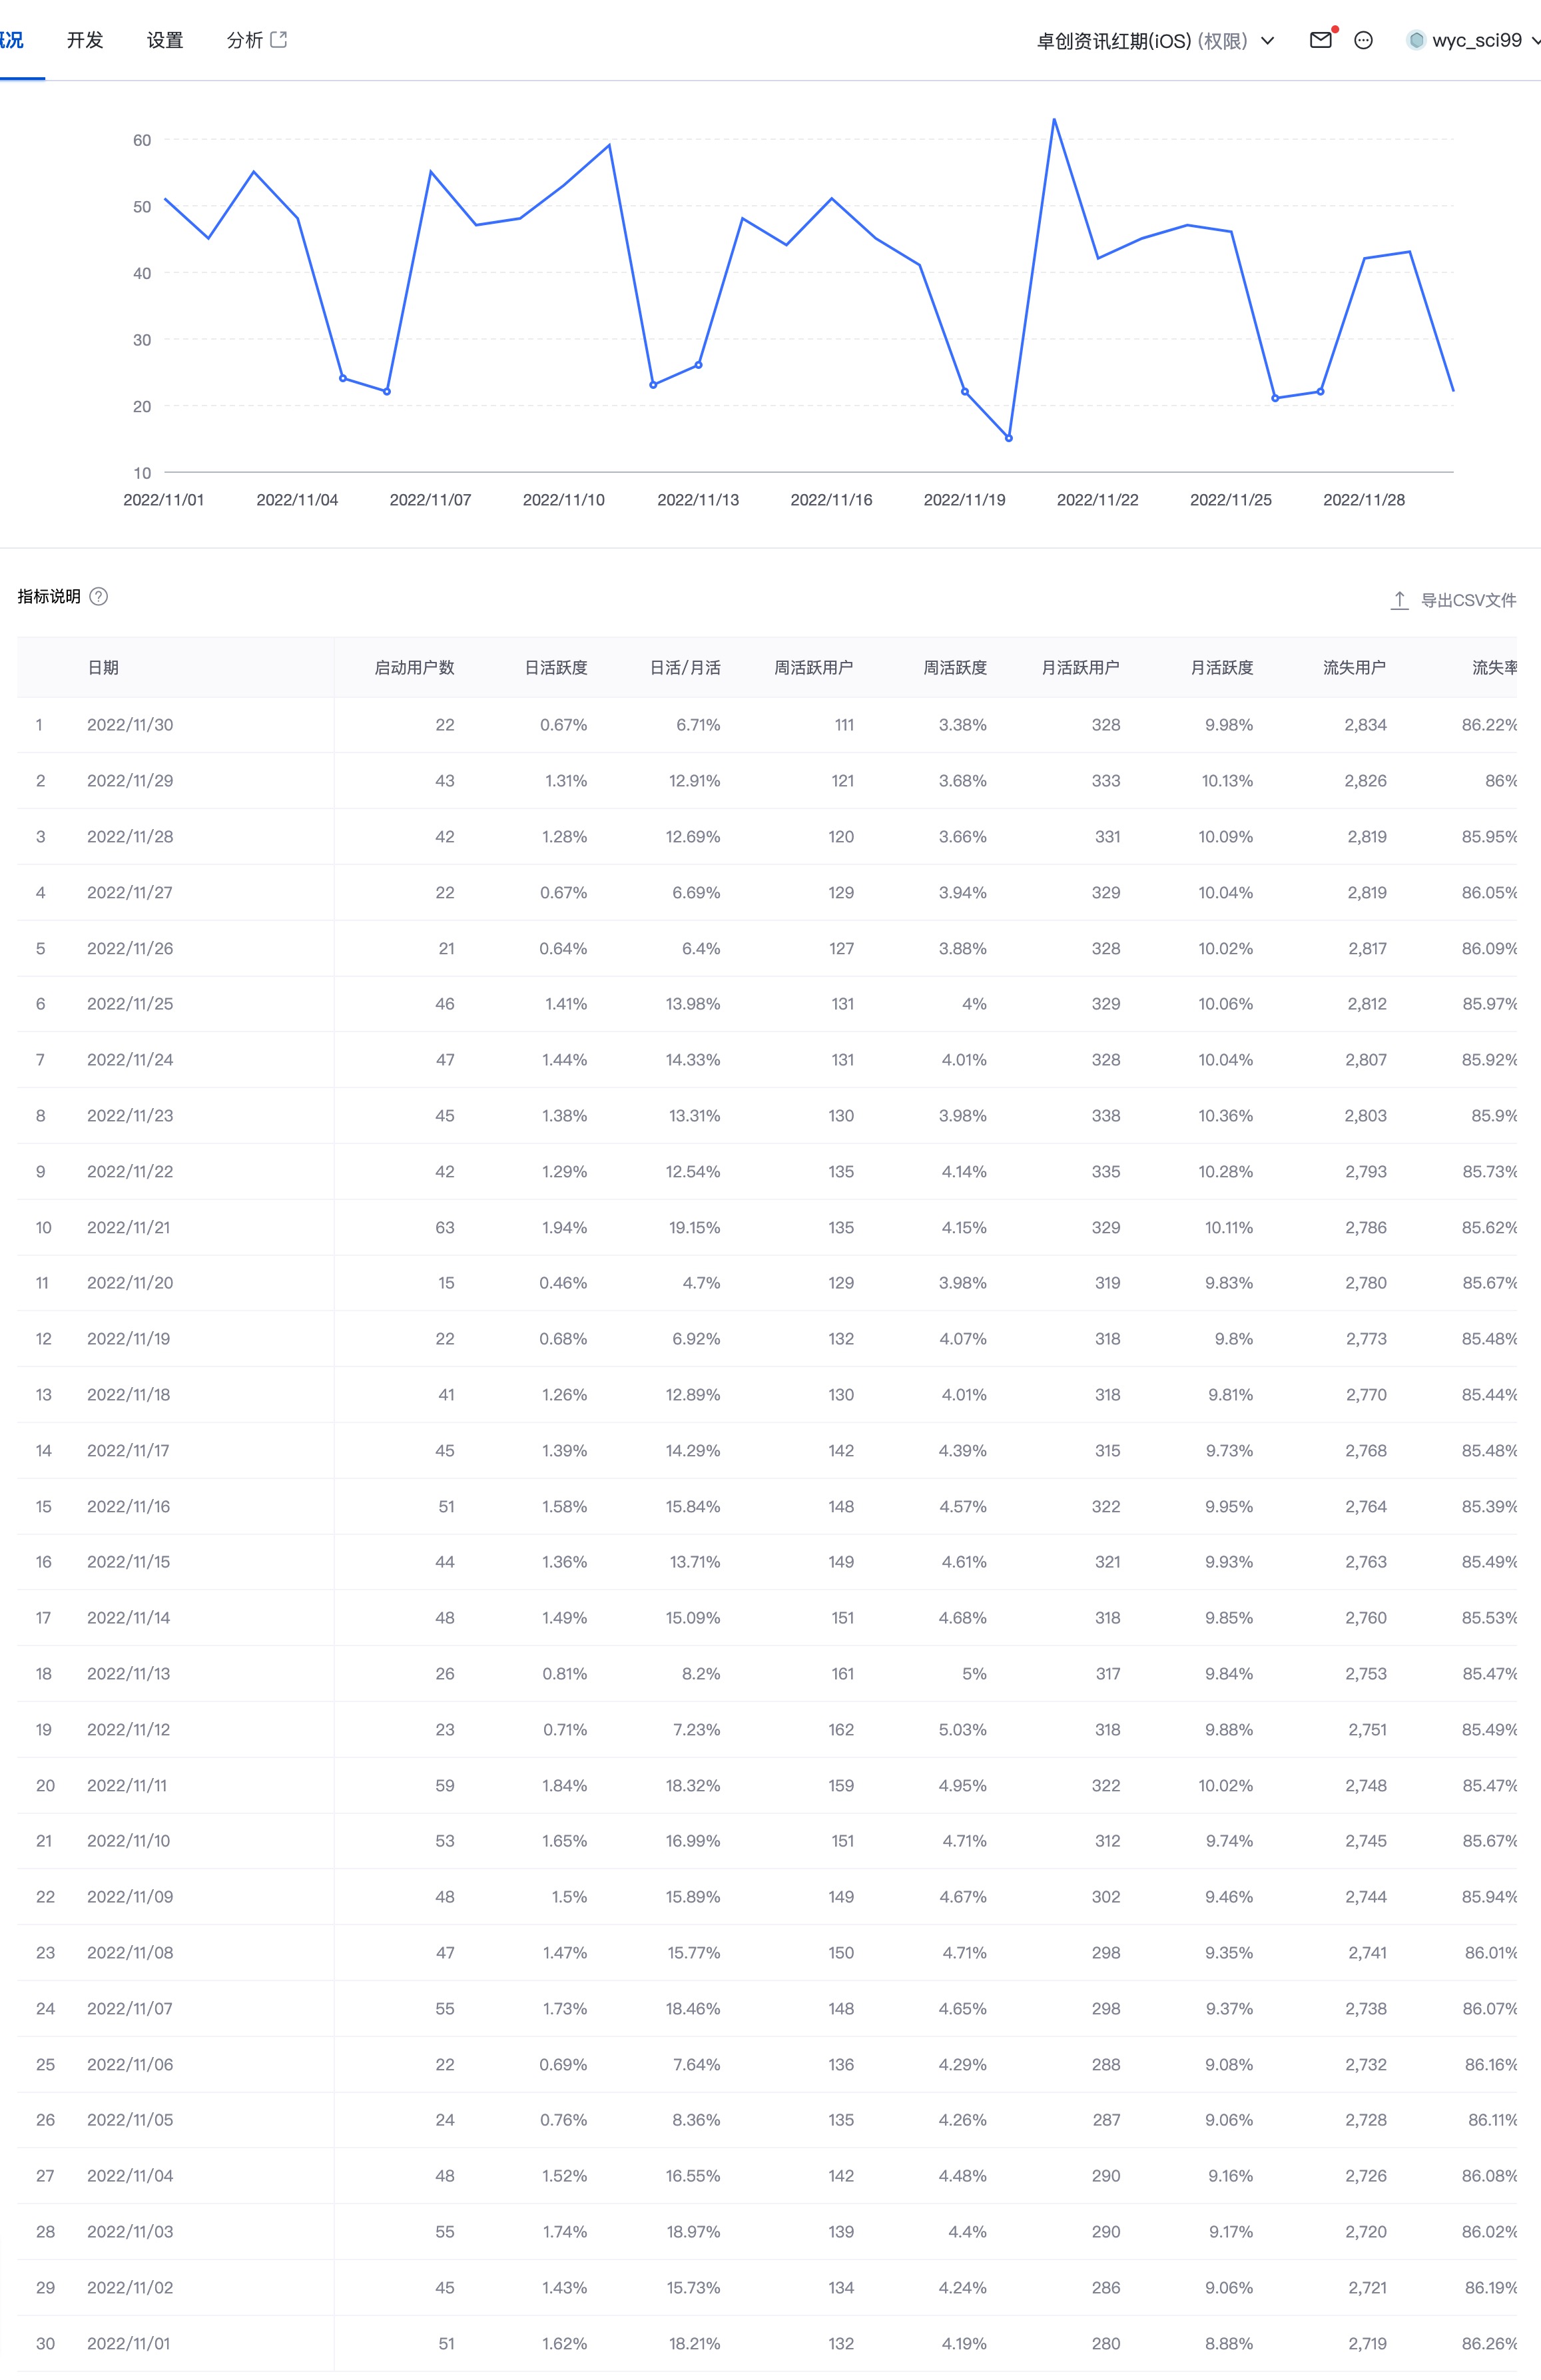 概况 开发 设置 分析 卓创资讯红期(iOS) (权限) wyc_sci99
60
50
40
30
20
10
2022/11/01 2022/11/04 2022/11/07 2022/11/10 2022/11/13 2022/11/16 2022/11/19 2022/11/22 2022/11/25 2022/11/28
指标说明 ? 导出CSV文件
日期 启动用户数 日活跃度 日活/月活 周活跃用户 周活跃度 月活跃用户 月活跃度 流失用户 流失率
1 2022/11/30 22 0.67% 6.71% 111 3.38% 328 9.98% 2,834 86.22%
2 2022/11/29 43 1.31% 12.91% 121 3.68% 333 10.13% 2,826 86%
3 2022/11/28 42 1.28% 12.69% 120 3.66% 331 10.09% 2,819 85.95%
4 2022/11/27 22 0.67% 6.69% 129 3.94% 329 10.04% 2,819 86.05%
5 2022/11/26 21 0.64% 6.4% 127 3.88% 328 10.02% 2,817 86.09%
6 2022/11/25 46 1.41% 13.98% 131 4% 329 10.06% 2,812 85.97%
7 2022/11/24 47 1.44% 14.33% 131 4.01% 328 10.04% 2,807 85.92%
8 2022/11/23 45 1.38% 13.31% 130 3.98% 338 10.36% 2,803 85.9%
9 2022/11/22 42 1.29% 12.54% 135 4.14% 335 10.28% 2,793 85.73%
10 2022/11/21 63 1.94% 19.15% 135 4.15% 329 10.11% 2,786 85.62%
11 2022/11/20 15 0.46% 4.7% 129 3.98% 319 9.83% 2,780 85.67%
12 2022/11/19 22 0.68% 6.92% 132 4.07% 318 9.8% 2,773 85.48%
13 2022/11/18 41 1.26% 12.89% 130 4.01% 318 9.81% 2,770 85.44%
14 2022/11/17 45 1.39% 14.29% 142 4.39% 315 9.73% 2,768 85.48%
15 2022/11/16 51 1.58% 15.84% 148 4.57% 322 9.95% 2,764 85.39%
16 2022/11/15 44 1.36% 13.71% 149 4.61% 321 9.93% 2,763 85.49%
17 2022/11/14 48 1.49% 15.09% 151 4.68% 318 9.85% 2,760 85.53%
18 2022/11/13 26 0.81% 8.2% 161 5% 317 9.84% 2,753 85.47%
19 2022/11/12 23 0.71% 7.23% 162 5.03% 318 9.88% 2,751 85.49%
20 2022/11/11 59 1.84% 18.32% 159 4.95% 322 10.02% 2,748 85.47%
21 2022/11/10 53 1.65% 16.99% 151 4.71% 312 9.74% 2,745 85.67%
22 2022/11/09 48 1.5% 15.89% 149 4.67% 302 9.46% 2,744 85.94%
23 2022/11/08 47 1.47% 15.77% 150 4.71% 298 9.35% 2,741 86.01%
24 2022/11/07 55 1.73% 18.46% 148 4.65% 298 9.37% 2,738 86.07%
25 2022/11/06 22 0.69% 7.64% 136 4.29% 288 9.08% 2,732 86.16%
26 2022/11/05 24 0.76% 8.36% 135 4.26% 287 9.06% 2,728 86.11%
27 2022/11/04 48 1.52% 16.55% 142 4.48% 290 9.16% 2,726 86.08%
28 2022/11/03 55 1.74% 18.97% 139 4.4% 290 9.17% 2,720 86.02%
29 2022/11/02 45 1.43% 15.73% 134 4.24% 286 9.06% 2,721 86.19%
30 2022/11/01 51 1.62% 18.21% 132 4.19% 280 8.88% 2,719 86.26%